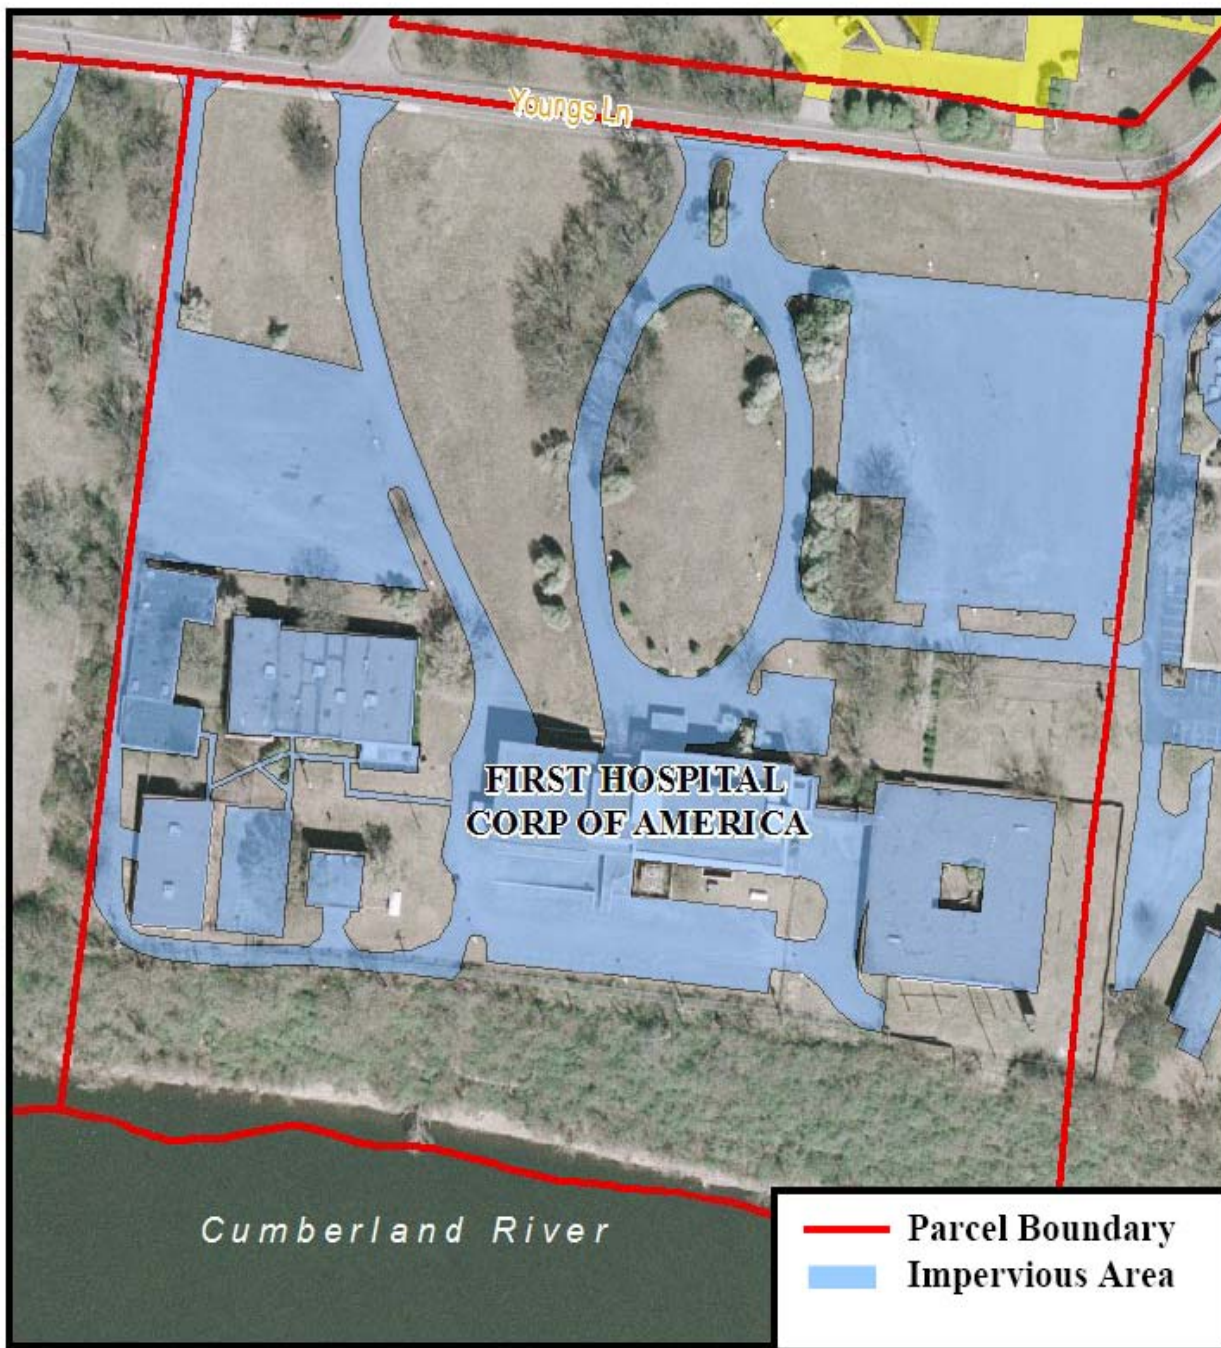 Youngs Ln
FIRST HOSPITAL
CORP OF AMERICA
Cumberland River
Parcel Boundary
Impervious Area